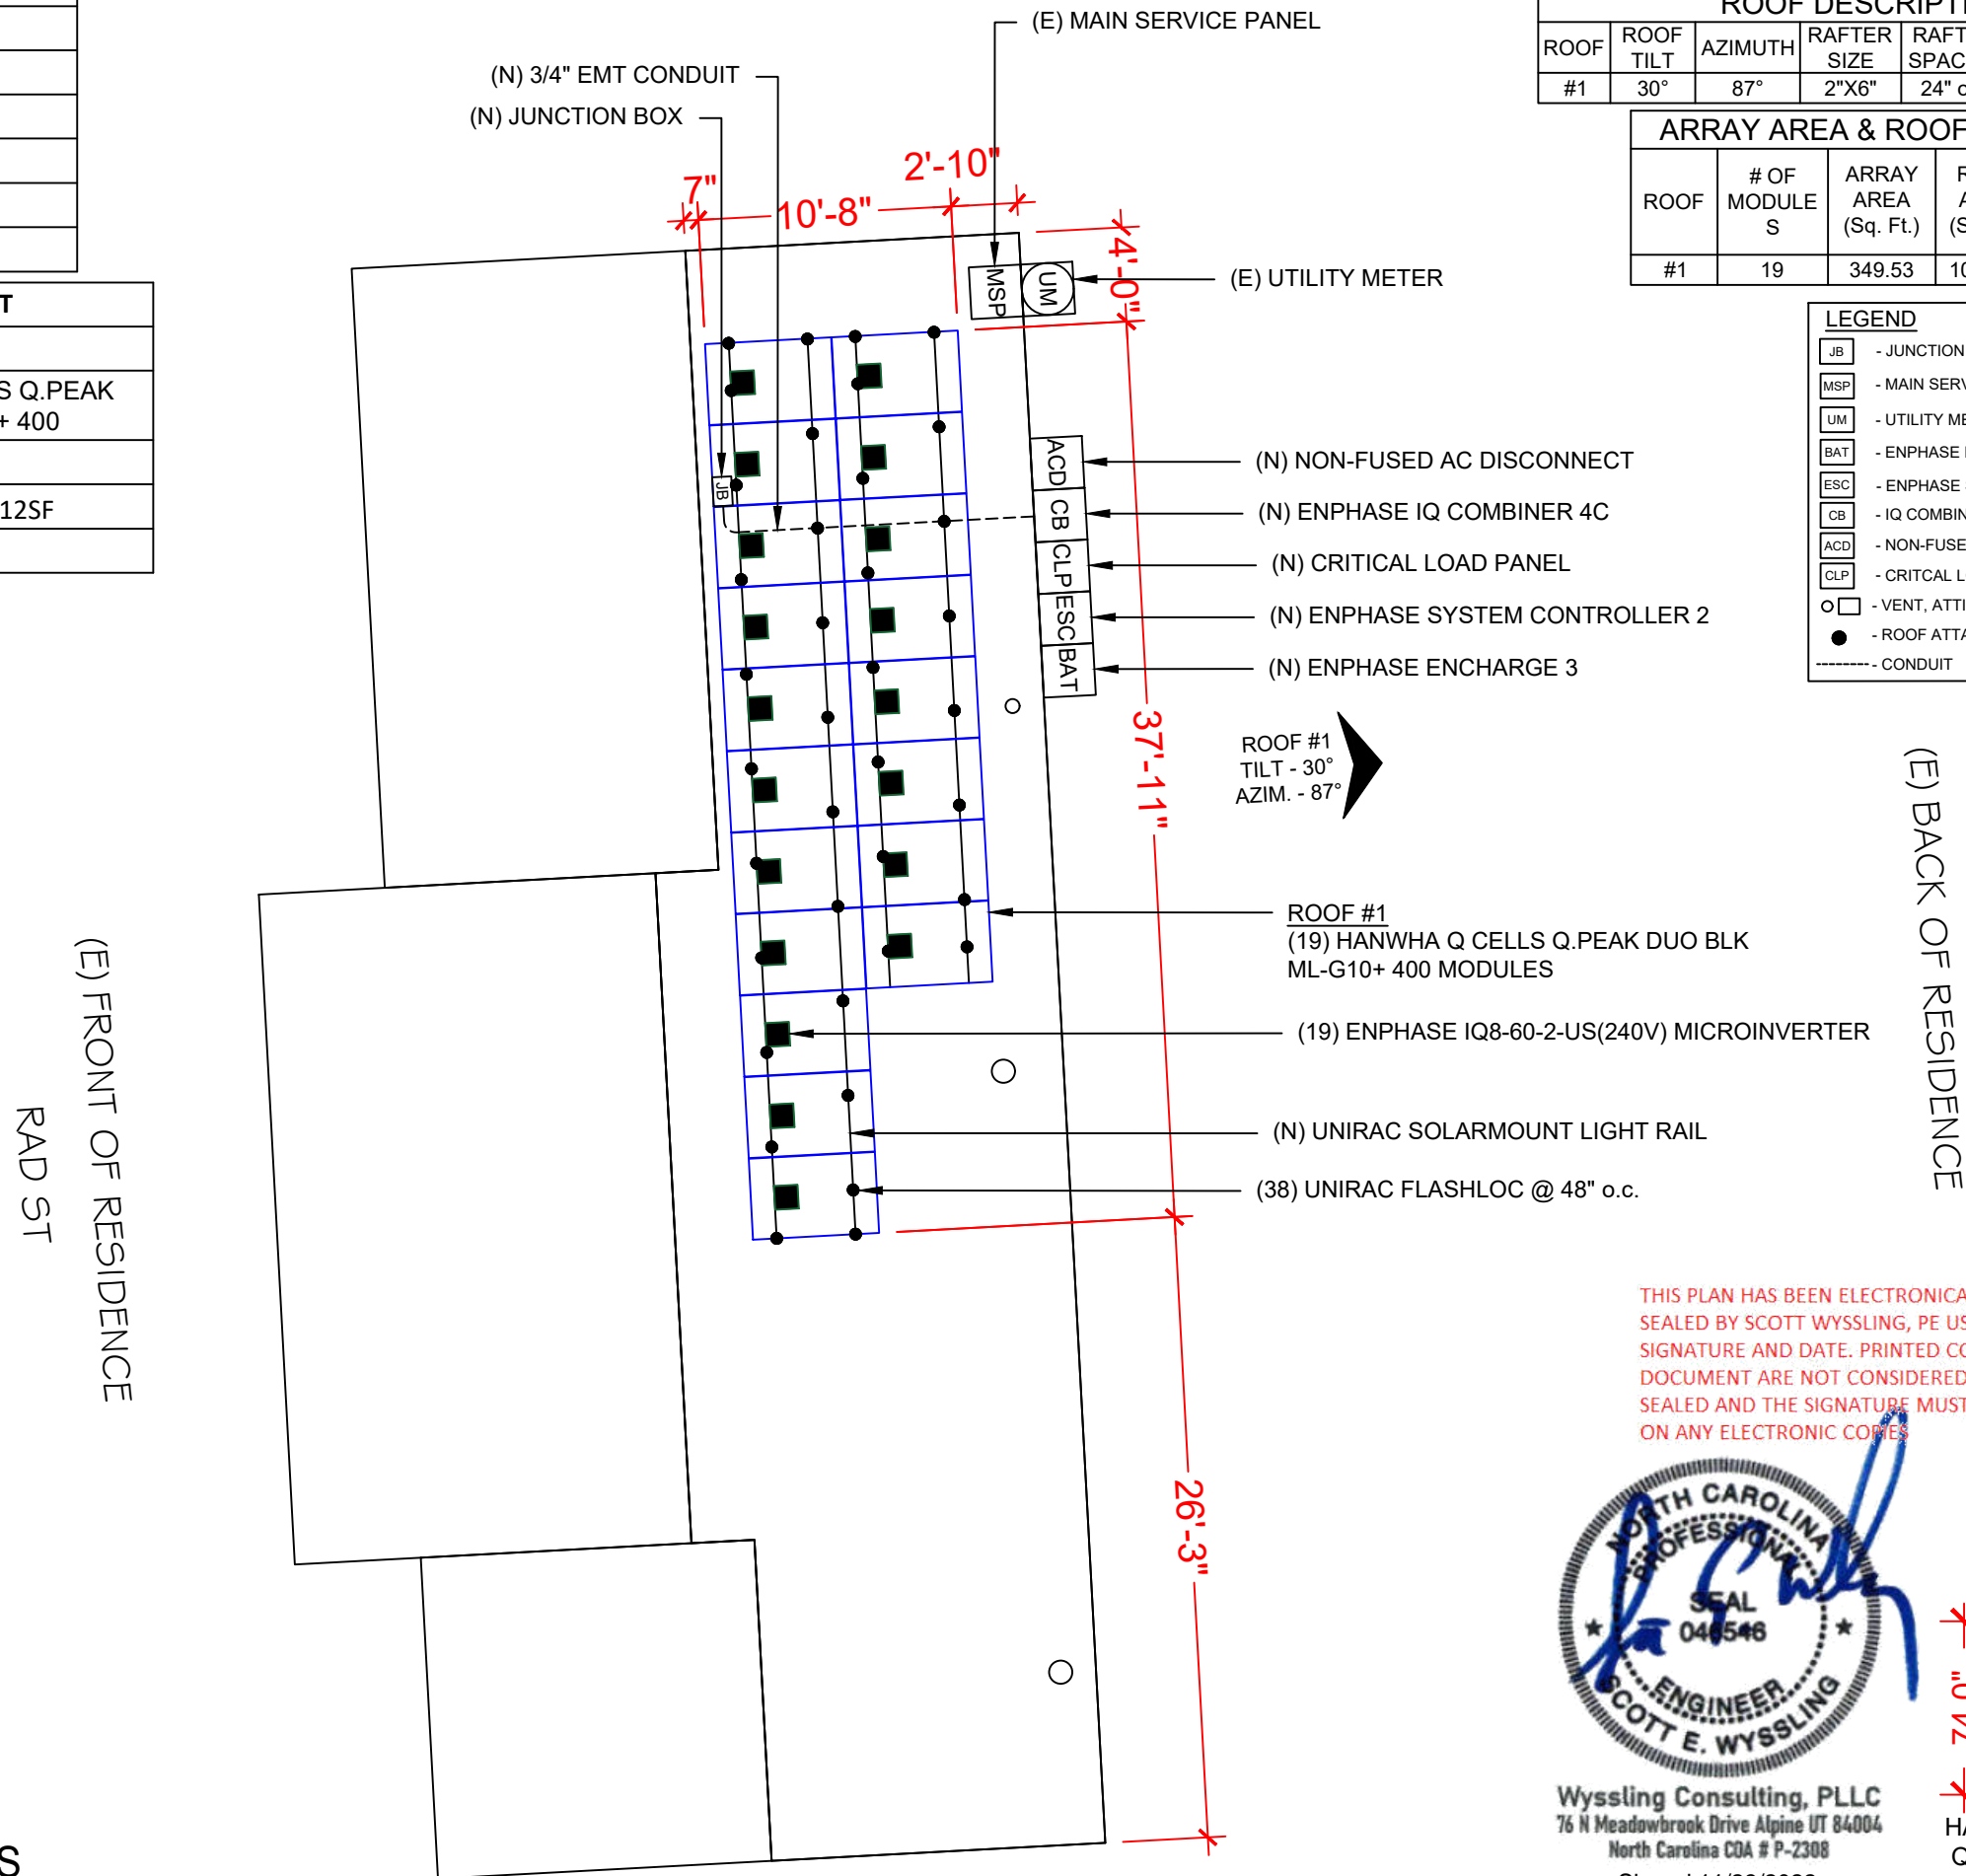 (E) MAIN SERVICE PANEL
(N) 3/4" EMT CONDUIT
(N) JUNCTION BOX
7"
10'-8"
2'-10"
4'-0"
MSP
UM
(E) UTILITY METER
JB
ACD
CB
CLP
ESC
BAT
(N) NON-FUSED AC DISCONNECT
(N) ENPHASE IQ COMBINER 4C
(N) CRITICAL LOAD PANEL
(N) ENPHASE SYSTEM CONTROLLER 2
(N) ENPHASE ENCHARGE 3
37'-11"
ROOF #1
TILT - 30°
AZIM. - 87°
ROOF #1
(19) HANWHA Q CELLS Q.PEAK DUO BLK
ML-G10+ 400 MODULES
(19) ENPHASE IQ8-60-2-US(240V) MICROINVERTER
(N) UNIRAC SOLARMOUNT LIGHT RAIL
(38) UNIRAC FLASHLOC @ 48" o.c.
26'-3"
T
S Q.PEAK
+ 400
12SF
(E) FRONT OF RESIDENCE
RAD ST
(E) BACK OF RESIDENCE
ROOF DESCRIPTI
ROOF
ROOF TILT
AZIMUTH
RAFTER SIZE
RAFT
SPAC
#1 30° 87° 2"X6" 24" o
ARRAY AREA & ROOF
ROOF
# OF MODULE S
ARRAY AREA (Sq. Ft.)
#1 19 349.53 10
LEGEND
JB - JUNCTION
MSP - MAIN SERV
UM - UTILITY ME
BAT - ENPHASE
ESC - ENPHASE
CB - IQ COMBIN
ACD - NON-FUSE
CLP - CRITCAL L
- VENT, ATTI
- ROOF ATTA
- CONDUIT
THIS PLAN HAS BEEN ELECTRONICA
SEALED BY SCOTT WYSSLING, PE US
SIGNATURE AND DATE. PRINTED CO
DOCUMENT ARE NOT CONSIDERED
SEALED AND THE SIGNATURE MUST
ON ANY ELECTRONIC COPIES
NORTH CAROLINA
PROFESSIONAL
SEAL
046546
ENGINEER
SCOTT E. WYSSLING
Wyssling Consulting, PLLC
76 N Meadowbrook Drive Alpine UT 84004
North Carolina COA # P-2308
HA
Q
S